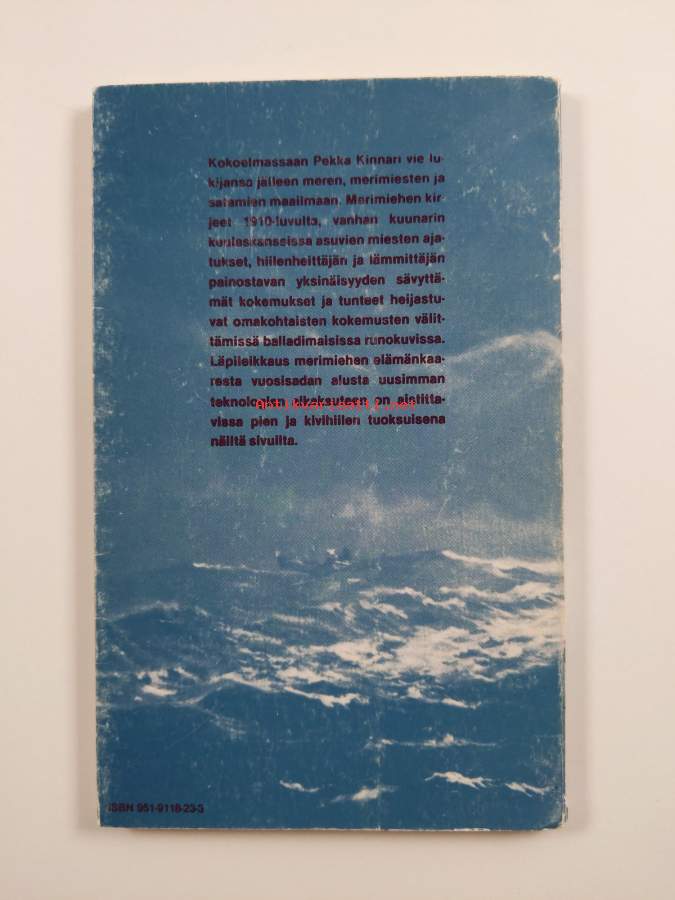 Kokoelmassaan Pekka Kinnari vie lu-
kijansa jälleen meren, merimiesten ja
satamien maailmaan. Merimiehen kir-
jeet 1910-luvulta, vanhan kuunarin
asuvien miesten aja-
tukset, hiilenheittäjän ja lämmittäjän
painostavan yksinäisyyden sävyttä-
mät kokemukset ja tunteet heijastu-
vat omakohtaisten kokemusten välit-
tämissä balladimaisissa runokuvissa.
Läpileikkaus merimiehen elämänkaa-
resta vuosisadan alusta uusimman
teknologian aikakauteen on aistitta-
Antikvariaatti.net
vissa pien ja kivihiilen tuoksuisena
näiltä sivuilta.
ISBN 951-9118-23-3